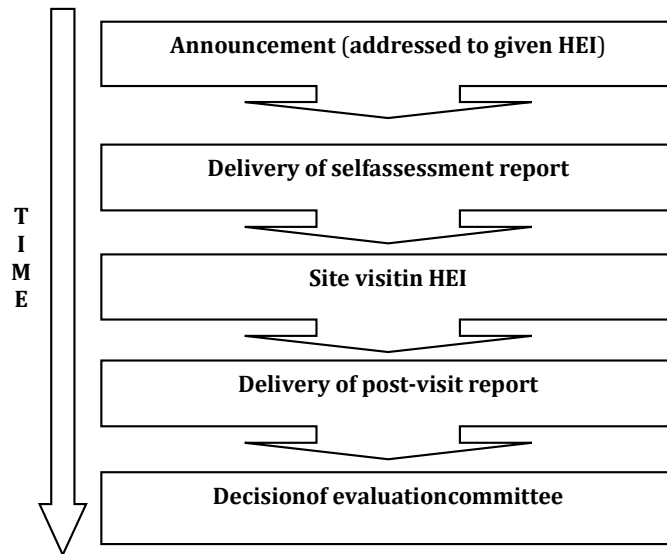 Announcement (addressed to given HEI)
Delivery of selfassessment report
T
I
M
E
Site visitin HEI
Delivery of post-visit report
Decisionof evaluationcommittee